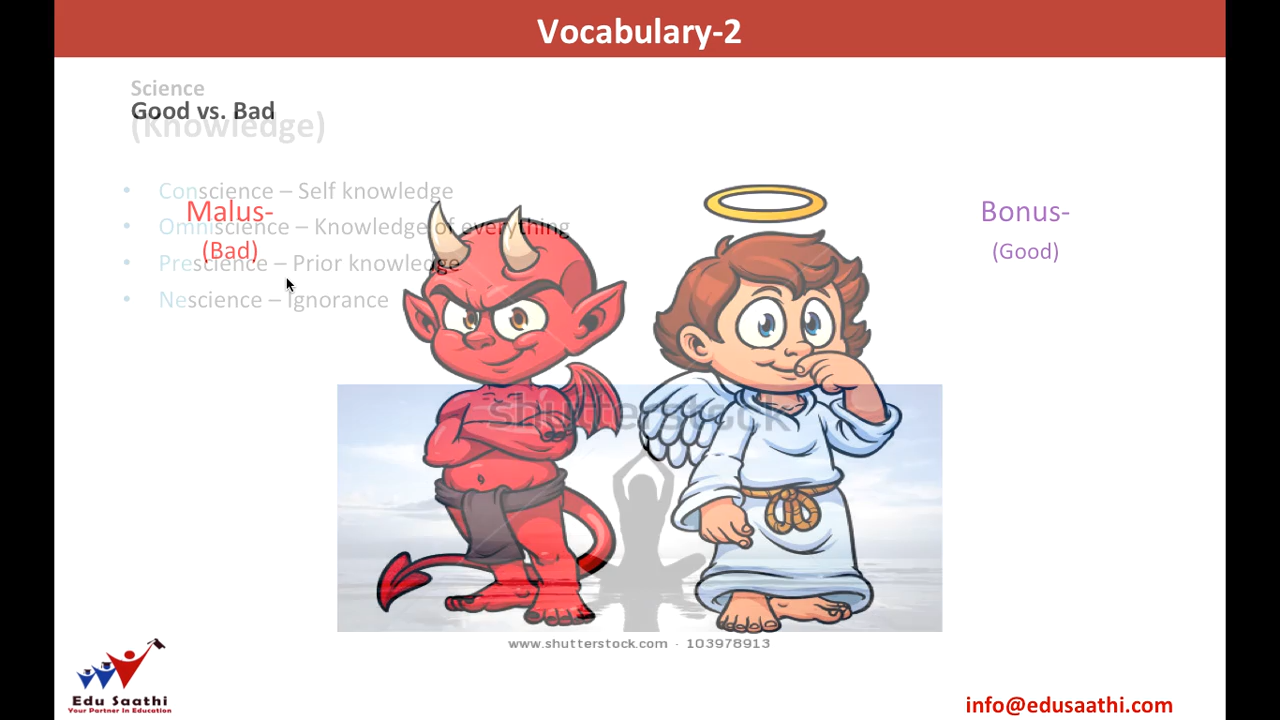 Vocabulary-2
Science
Good vs. Bad
(Knowledge)
• Conscience – Self knowledge
Malus-
• Omniscience – Knowledge of everything
(Bad)
• Prescience – Prior knowledge
• Nescience – Ignorance
Bonus-
(Good)
shutterstock
www.shutterstock.com · 103978913
Edu Saathi
Your Partner In Education
info@edusaathi.com